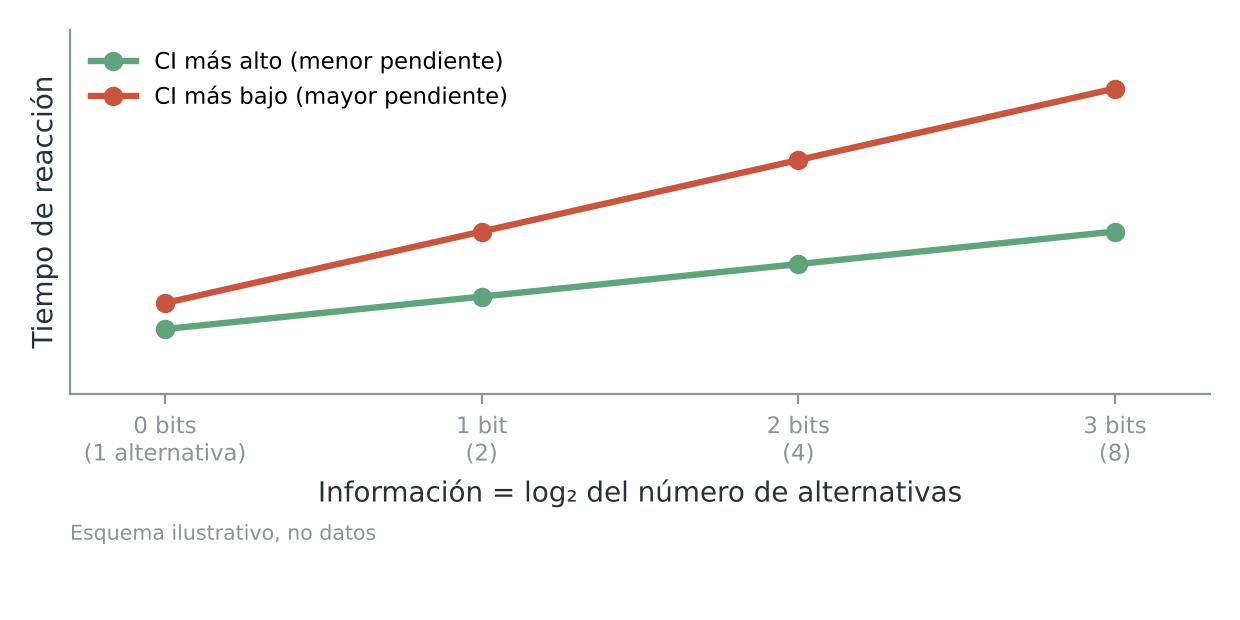 CI más alto (menor pendiente)
CI más bajo (mayor pendiente)
Tiempo de reacción
0 bits
(1 alternativa)
1 bit
(2)
2 bits
(4)
3 bits
(8)
Información = log₂ del número de alternativas
Esquema ilustrativo, no datos